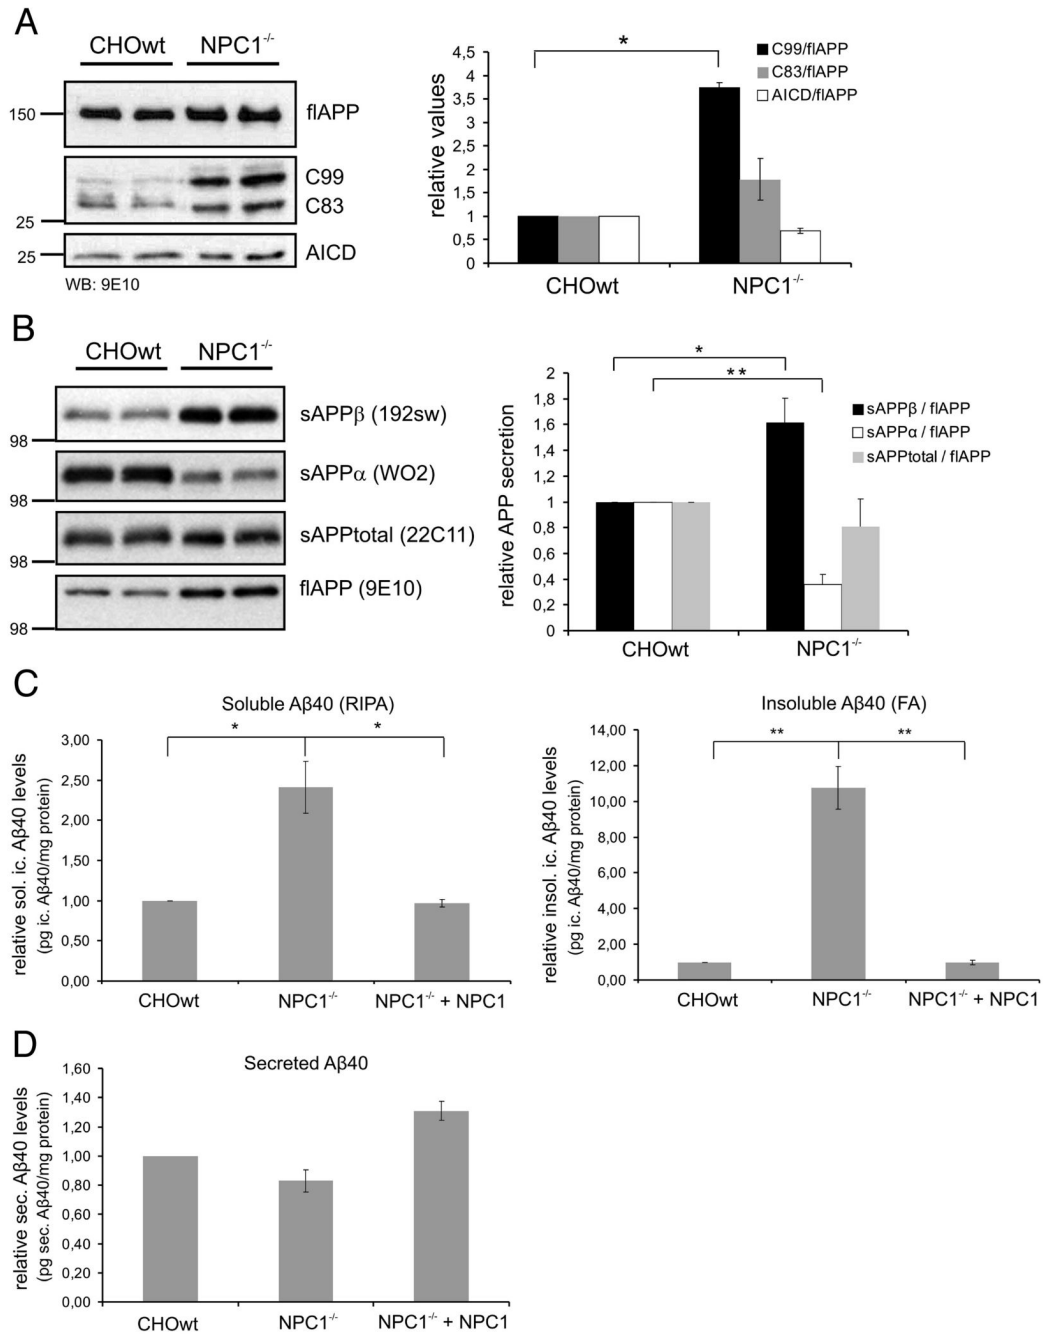 A
CHOwt NPC1-/-
150 flAPP
C99
C83
25
25 AICD
WB: 9E10
*
C99/flAPP
C83/flAPP
AICD/flAPP
relative values
4,5
4
3,5
3
2,5
2
1,5
1
0,5
0
CHOwt NPC1-/-
B
CHOwt NPC1-/-
sAPPβ (192sw)
98
sAPPα (WO2)
98
sAPPtotal (22C11)
98
flAPP (9E10)
98
*
**
sAPPβ / flAPP
sAPPα / flAPP
sAPPtotal / flAPP
relative APP secretion
2
1,8
1,6
1,4
1,2
1
0,8
0,6
0,4
0,2
0
CHOwt NPC1-/-
C
Soluble Aβ40 (RIPA)
* *
relative sol. ic. Aβ40 levels
(pg ic. Aβ40/mg protein)
3,00
2,50
2,00
1,50
1,00
0,50
0,00
CHOwt NPC1-/- NPC1-/- + NPC1
Insoluble Aβ40 (FA)
** **
relative insol. ic. Aβ40 levels
(pg ic. Aβ40/mg protein)
14,00
12,00
10,00
8,00
6,00
4,00
2,00
0,00
CHOwt NPC1-/- NPC1-/- + NPC1
D
Secreted Aβ40
relative sec. Aβ40 levels
(pg sec. Aβ40/mg protein)
1,60
1,40
1,20
1,00
0,80
0,60
0,40
0,20
0,00
CHOwt NPC1-/- NPC1-/- + NPC1